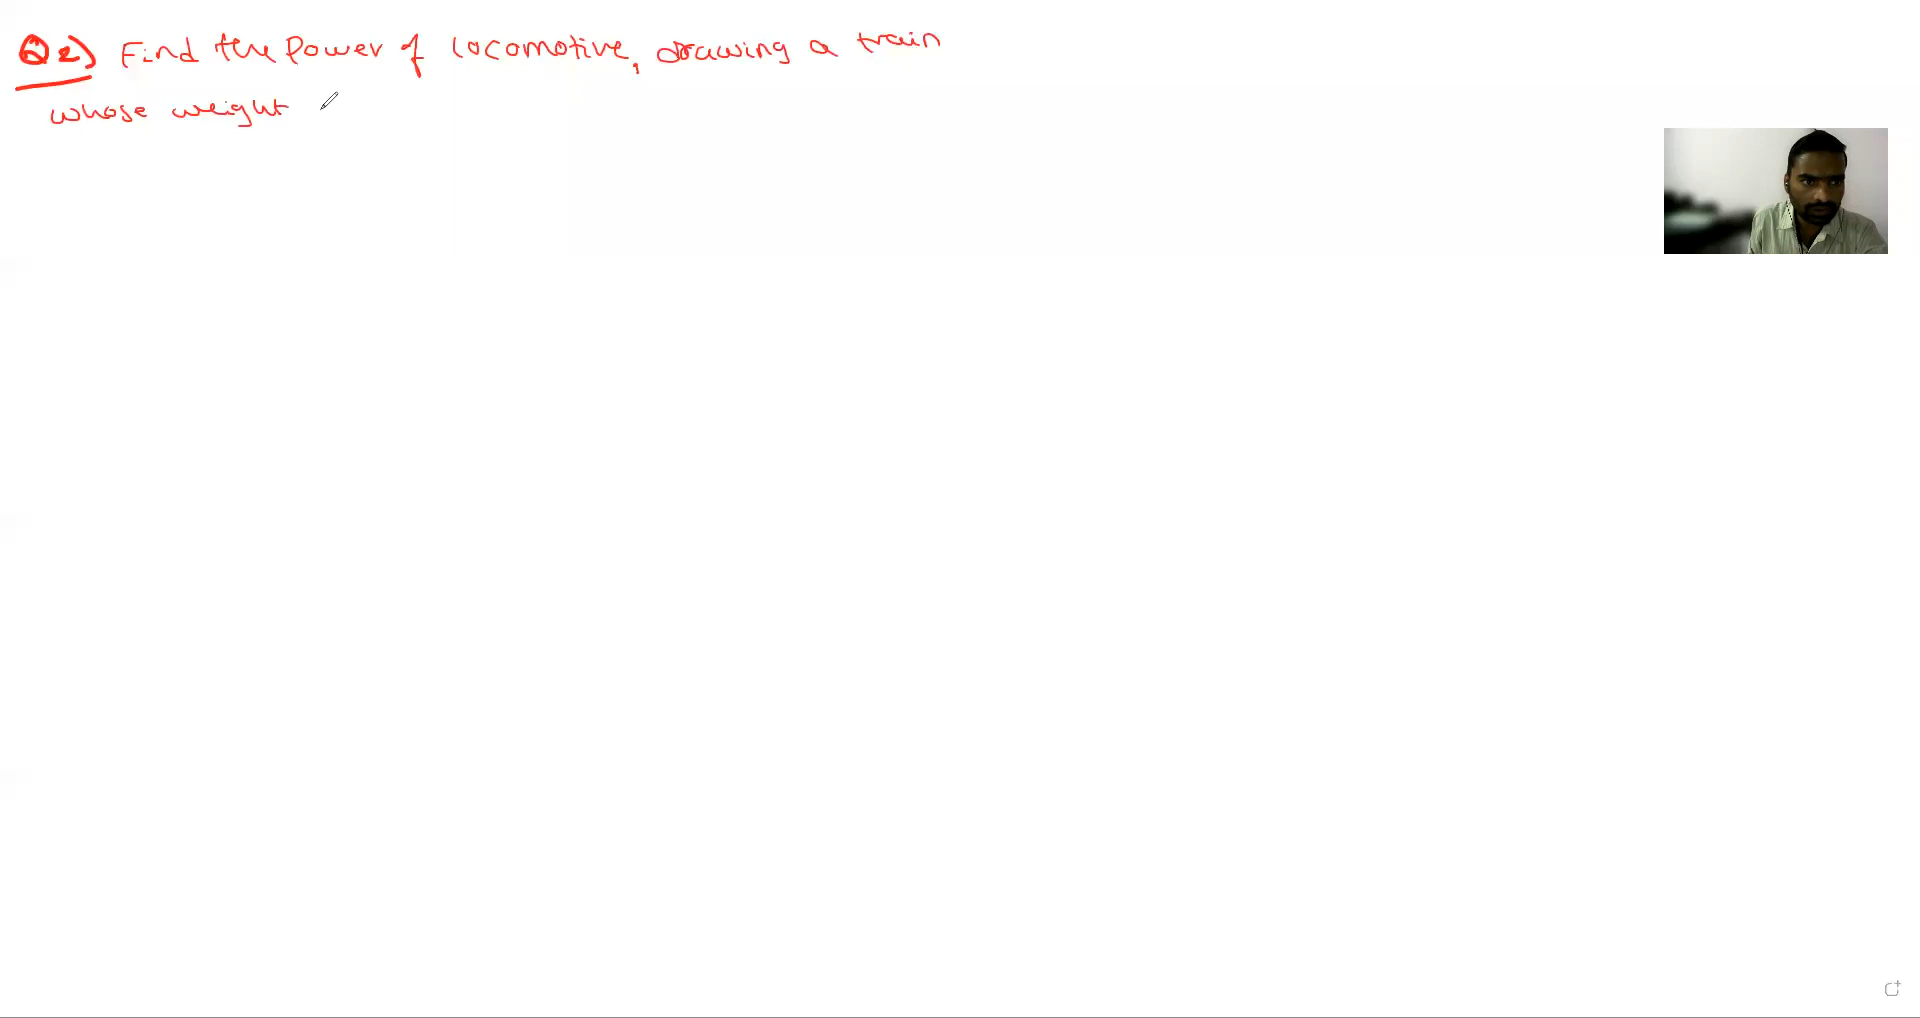 Q2) Find the Power of locomotive, drawing a train
whose weight